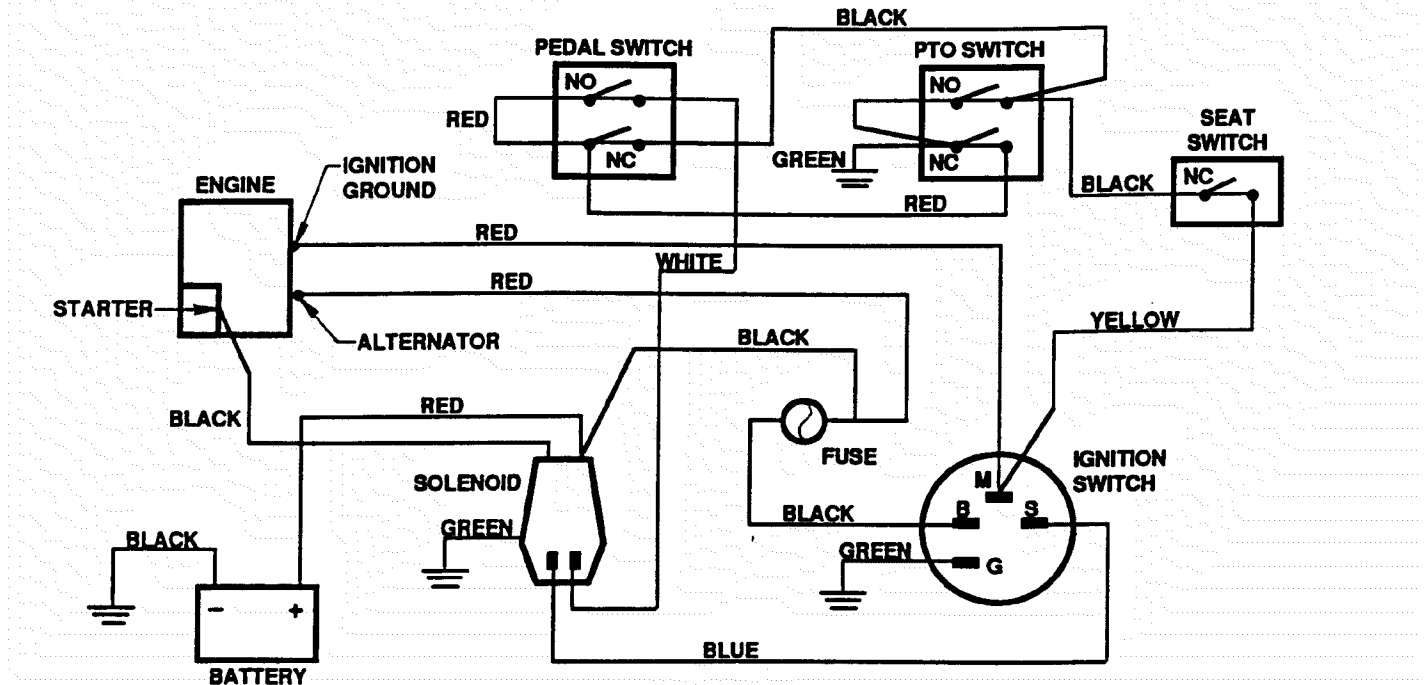 BLACK
PEDAL SWITCH
PTO SWITCH
NO
NO
RED
SEAT
SWITCH
NC
GREEN
NC
NC
IGNITION
GROUND
ENGINE
BLACK
RED
RED
WHITE
RED
STARTER
YELLOW
ALTERNATOR
BLACK
RED
BLACK
FUSE
IGNITION
SWITCH
SOLENOID
M
B
S
BLACK
GREEN
BLACK
GREEN
G
− +
BLUE
BATTERY